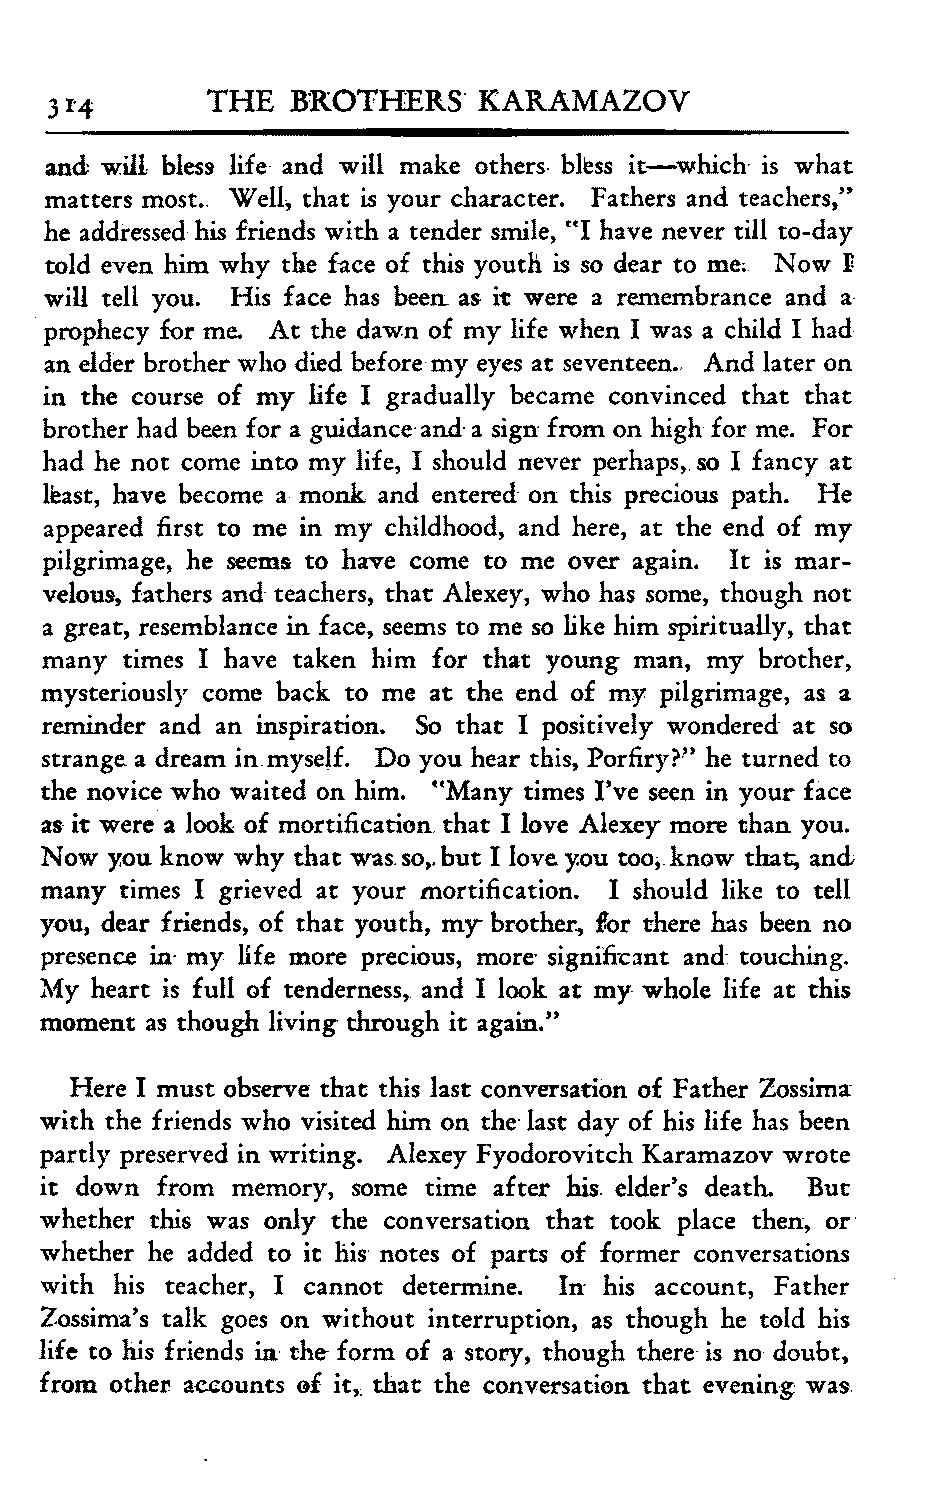 314 THE BROTHERS KARAMAZOV
and will bless life and will make others bless it—which is what
matters most. Well, that is your character. Fathers and teachers,"
he addressed his friends with a tender smile, "I have never till to-day
told even him why the face of this youth is so dear to me. Now I
will tell you. His face has been as it were a remembrance and a
prophecy for me. At the dawn of my life when I was a child I had
an elder brother who died before my eyes at seventeen. And later on
in the course of my life I gradually became convinced that that
brother had been for a guidance and a sign from on high for me. For
had he not come into my life, I should never perhaps, so I fancy at
least, have become a monk and entered on this precious path. He
appeared first to me in my childhood, and here, at the end of my
pilgrimage, he seems to have come to me over again. It is mar-
velous, fathers and teachers, that Alexey, who has some, though not
a great, resemblance in face, seems to me so like him spiritually, that
many times I have taken him for that young man, my brother,
mysteriously come back to me at the end of my pilgrimage, as a
reminder and an inspiration. So that I positively wondered at so
strange a dream in myself. Do you hear this, Porfiry?" he turned to
the novice who waited on him. "Many times I've seen in your face
as it were a look of mortification that I love Alexey more than you.
Now you know why that was so, but I love you too, know that, and
many times I grieved at your mortification. I should like to tell
you, dear friends, of that youth, my brother, for there has been no
presence in my life more precious, more significant and touching.
My heart is full of tenderness, and I look at my whole life at this
moment as though living through it again."
Here I must observe that this last conversation of Father Zossima
with the friends who visited him on the last day of his life has been
partly preserved in writing. Alexey Fyodorovitch Karamazov wrote
it down from memory, some time after his elder's death. But
whether this was only the conversation that took place then, or
whether he added to it his notes of parts of former conversations
with his teacher, I cannot determine. In his account, Father
Zossima's talk goes on without interruption, as though he told his
life to his friends in the form of a story, though there is no doubt,
from other accounts of it, that the conversation that evening was